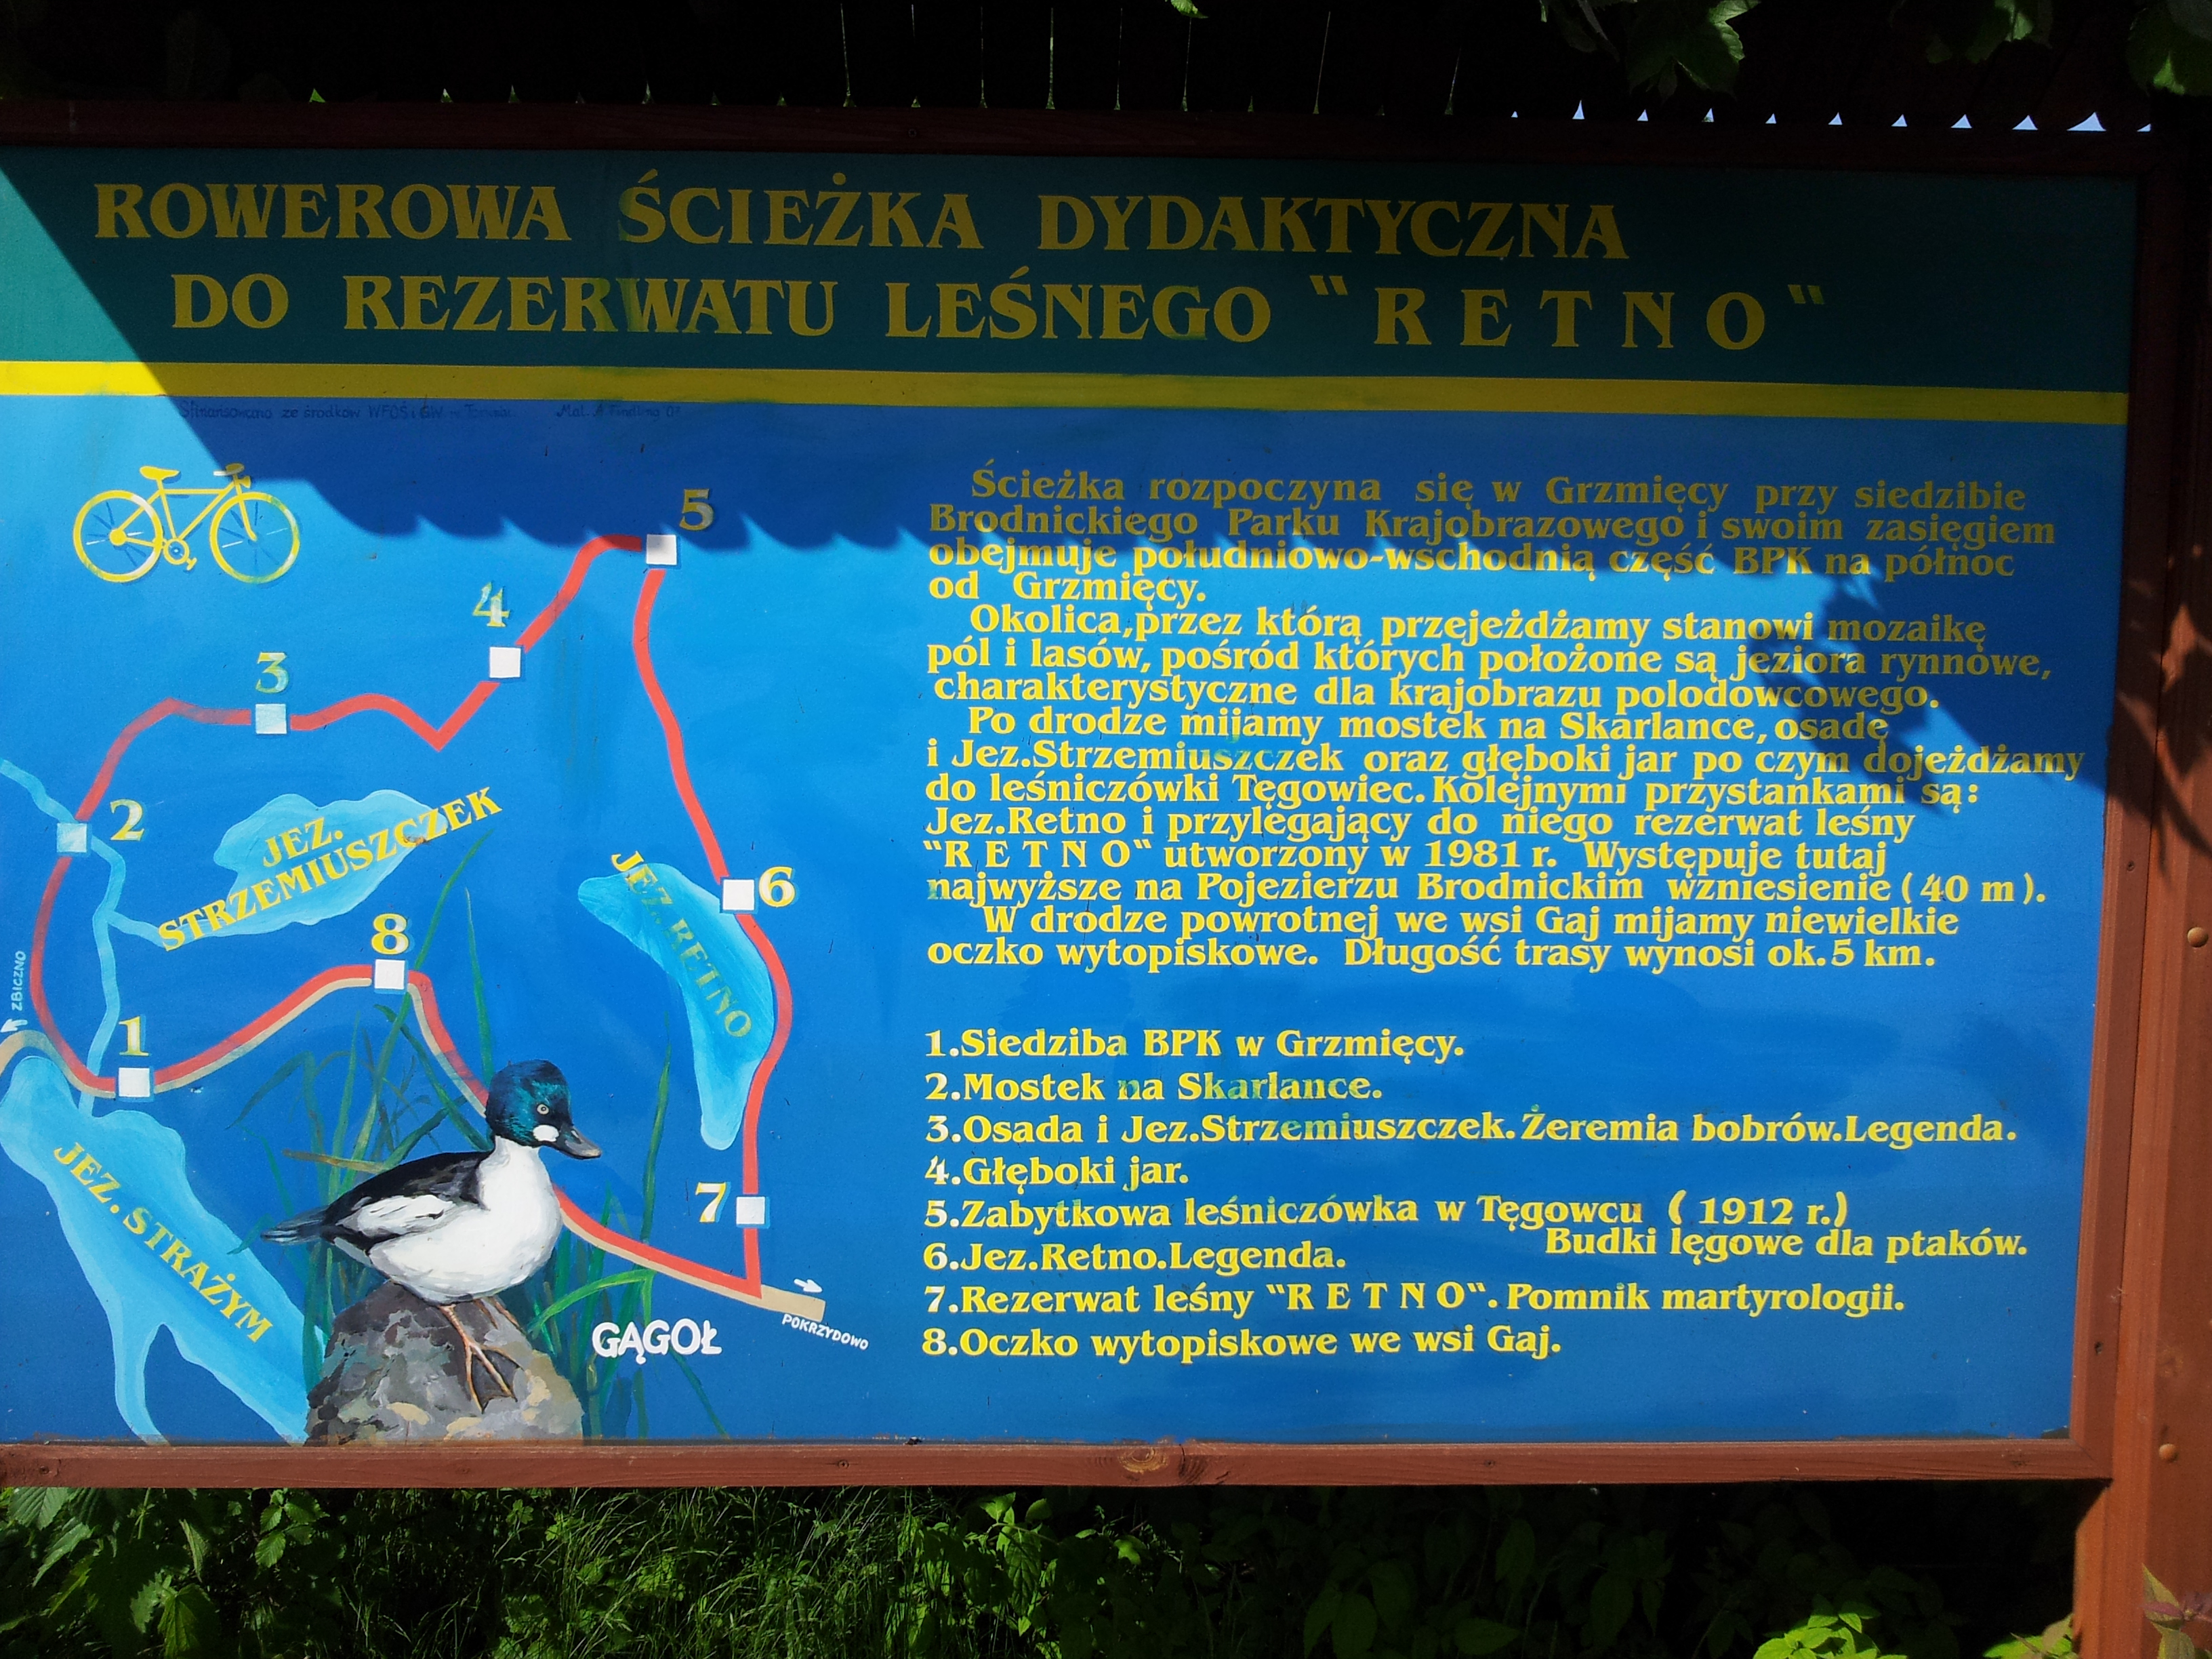 ROWEROWA ŚCIEŻKA DYDAKTYCZNA
DO REZERWATU LEŚNEGO "RETNO"
Sfinansowano ze środków WFOŚiGW w Toruniu.
Mal. A
5
4
3
2
JEZ.
STRZEMIUSZCZEK
JEZ. RETNO
6
8
ZBICZNO
1
JEZ. STRAŻYM
7
GĄGOŁ
POKRZYDOWO
Ścieżka rozpoczyna się w Grzmięcy przy siedzibie
Brodnickiego Parku Krajobrazowego i swoim zasięgiem
obejmuje południowo-wschodnią część BPK na północ
od Grzmięcy.
Okolica,przez którą przejeżdżamy stanowi mozaikę
pól i lasów, pośród których położone są jeziora rynnowe,
charakterystyczne dla krajobrazu polodowcowego.
Po drodze mijamy mostek na Skarlance,osadę
i Jez.Strzemiuszczek oraz głęboki jar po czym dojeżdżamy
do leśniczówki Tęgowiec.Kolejnymi przystankami są:
Jez.Retno i przylegający do niego rezerwat leśny
"R E T N O" utworzony w 1981 r. Występuje tutaj
najwyższe na Pojezierzu Brodnickim wzniesienie (40 m).
W drodze powrotnej we wsi Gaj mijamy niewielkie
oczko wytopiskowe. Długość trasy wynosi ok.5 km.
1.Siedziba BPK w Grzmięcy.
2.Mostek na Skarlance.
3.Osada i Jez.Strzemiuszczek.Żeremia bobrów.Legenda.
4.Głęboki jar.
5.Zabytkowa leśniczówka w Tęgowcu (1912 r.)
Budki lęgowe dla ptaków.
6.Jez.Retno.Legenda.
7.Rezerwat leśny "R E T N O". Pomnik martyrologii.
8.Oczko wytopiskowe we wsi Gaj.